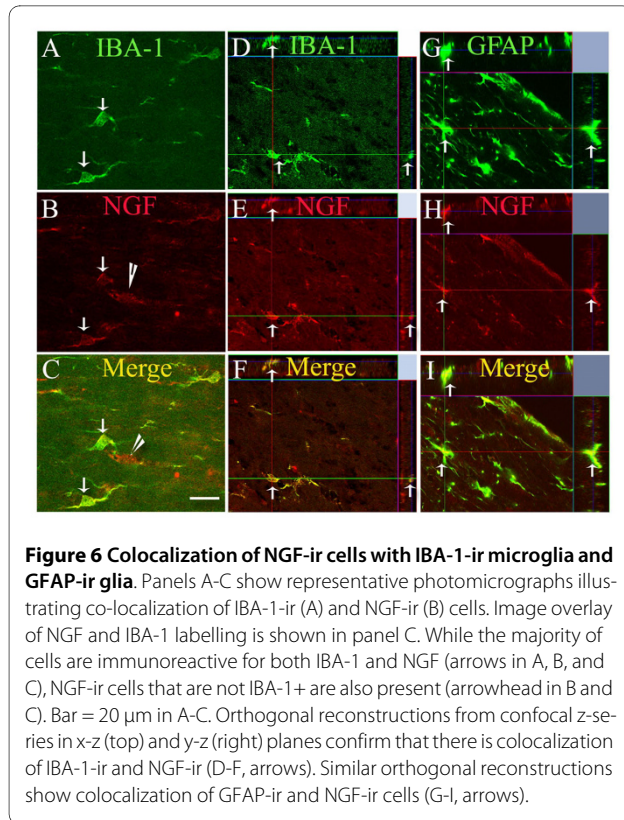 A IBA-1
D IBA-1
G GFAP
B NGF
E NGF
H NGF
C Merge
F Merge
I Merge
Figure 6 Colocalization of NGF-ir cells with IBA-1-ir microglia and
GFAP-ir glia. Panels A-C show representative photomicrographs illus-
trating co-localization of IBA-1-ir (A) and NGF-ir (B) cells. Image overlay
of NGF and IBA-1 labelling is shown in panel C. While the majority of
cells are immunoreactive for both IBA-1 and NGF (arrows in A, B, and
C), NGF-ir cells that are not IBA-1+ are also present (arrowhead in B and
C). Bar = 20 μm in A-C. Orthogonal reconstructions from confocal z-se-
ries in x-z (top) and y-z (right) planes confirm that there is colocalization
of IBA-1-ir and NGF-ir (D-F, arrows). Similar orthogonal reconstructions
show colocalization of GFAP-ir and NGF-ir cells (G-I, arrows).